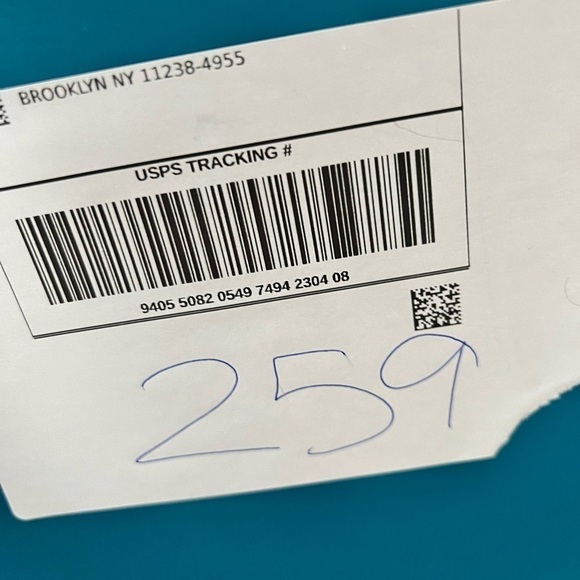 BROOKLYN NY 11238-4955
USPS TRACKING #
9405 5082 0549 7494 2304 08
259